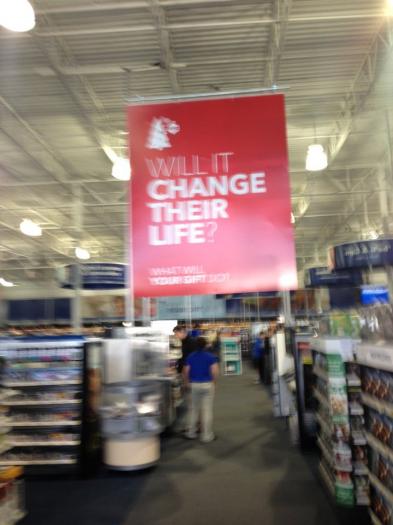 WILL IT
CHANGE
THEIR
LIFE?
WHAT WILL
YOUR GIFT DO?